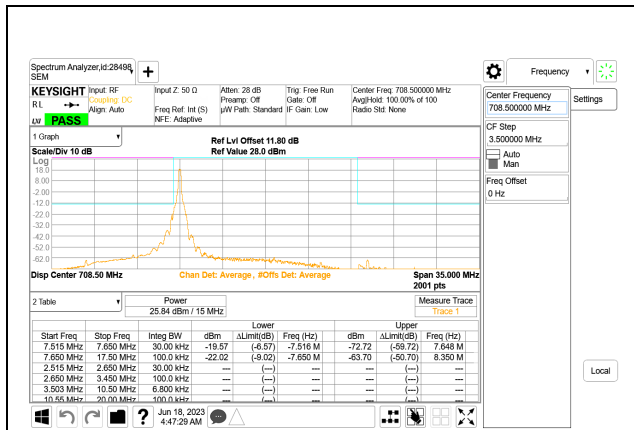 Spectrum Analyzer,id:28498,
SEM
+
Frequency
KEYSIGHT Input: RF Input Z: 50 Ω Atten: 28 dB Trig: Free Run Center Freq: 708.500000 MHz
R L Coupling: DC Preamp: Off Gate: Off Avg|Hold: 100.00% of 100
Align: Auto Freq Ref: Int (S) µW Path: Standard IF Gain: Low Radio Std: None
LXI PASS NFE: Adaptive
Center Frequency
708.500000 MHz
Settings
CF Step
3.500000 MHz
Auto
Man
Freq Offset
0 Hz
1 Graph
Ref Lvl Offset 11.80 dB
Scale/Div 10 dB Ref Value 28.0 dBm
Log
18.0
8.00
-2.00
-12.0
-22.0
-32.0
-42.0
-52.0
-62.0
Disp Center 708.50 MHz Chan Det: Average, #Offs Det: Average Span 35.000 MHz
2001 pts
2 Table Power Measure Trace
25.84 dBm / 15 MHz Trace 1
Lower Upper
Start Freq Stop Freq Integ BW dBm ΔLimit(dB) Freq (Hz) dBm ΔLimit(dB) Freq (Hz)
7.515 MHz 7.650 MHz 30.00 kHz -19.57 (-6.57) -7.516 M -72.72 (-59.72) 7.648 M
7.650 MHz 17.50 MHz 100.0 kHz -22.02 (-9.02) -7.650 M -63.70 (-50.70) 8.350 M
2.515 MHz 2.650 MHz 30.00 kHz --- (---) --- (---)
2.650 MHz 3.450 MHz 100.0 kHz --- (---) --- (---)
3.503 MHz 10.50 MHz 6.800 kHz --- (---) --- (---)
10.55 MHz 20.00 MHz 100.0 kHz --- (---) --- (---)
Local
? Jun 18, 2023
4:47:29 AM